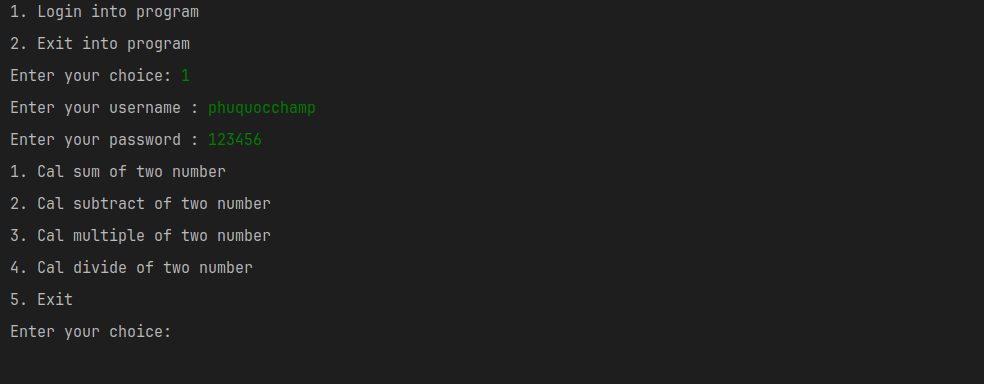 1. Login into program
2. Exit into program
Enter your choice: 1
Enter your username : phuquocchamp
Enter your password : 123456
1. Cal sum of two number
2. Cal subtract of two number
3. Cal multiple of two number
4. Cal divide of two number
5. Exit
Enter your choice: